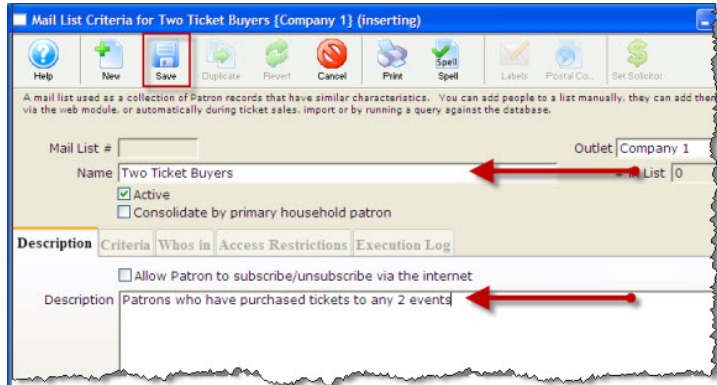 Mail List Criteria for Two Ticket Buyers {Company 1} (inserting)
Help New Save Duplicate Revert Cancel Print Spell Spell Labels Postal Co... Set Solicitor
A mail list used as a collection of Patron records that have similar characteristics. You can add people to a list manually, they can add them
via the web module, or automatically during ticket sales, import or by running a query against the database.
Mail List # Outlet Company 1
Name Two Ticket Buyers # In List 0
Active
Consolidate by primary household patron
Description Criteria Whos in Access Restrictions Execution Log
Allow Patron to subscribe/unsubscribe via the internet
Description Patrons who have purchased tickets to any 2 events